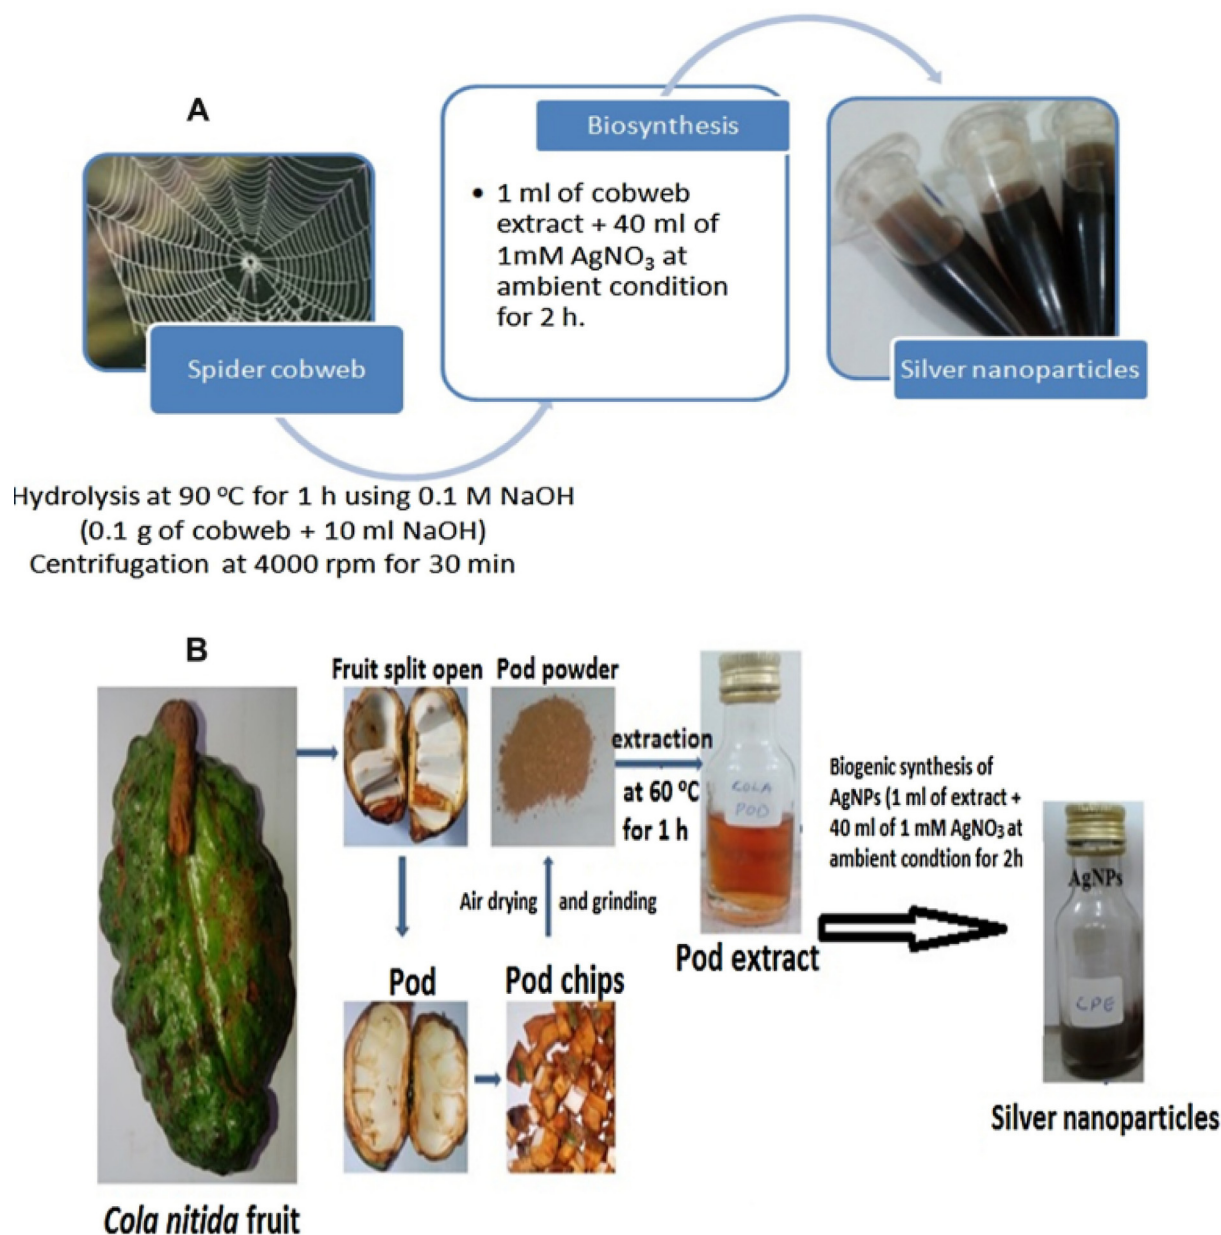 A
Spider cobweb
Biosynthesis
• 1 ml of cobweb
extract + 40 ml of
1mM AgNO₃ at
ambient condition
for 2 h.
Silver nanoparticles
Hydrolysis at 90 ºC for 1 h using 0.1 M NaOH
(0.1 g of cobweb + 10 ml NaOH)
Centrifugation at 4000 rpm for 30 min
B
Cola nitida fruit
Fruit split open
Pod powder
Pod
Pod chips
Air drying and grinding
extraction
at 60 ºC
for 1 h
COLA
POD
Pod extract
Biogenic synthesis of
AgNPs (1 ml of extract +
40 ml of 1 mM AgNO₃ at
ambient condtion for 2h
AgNPs
CPE
Silver nanoparticles